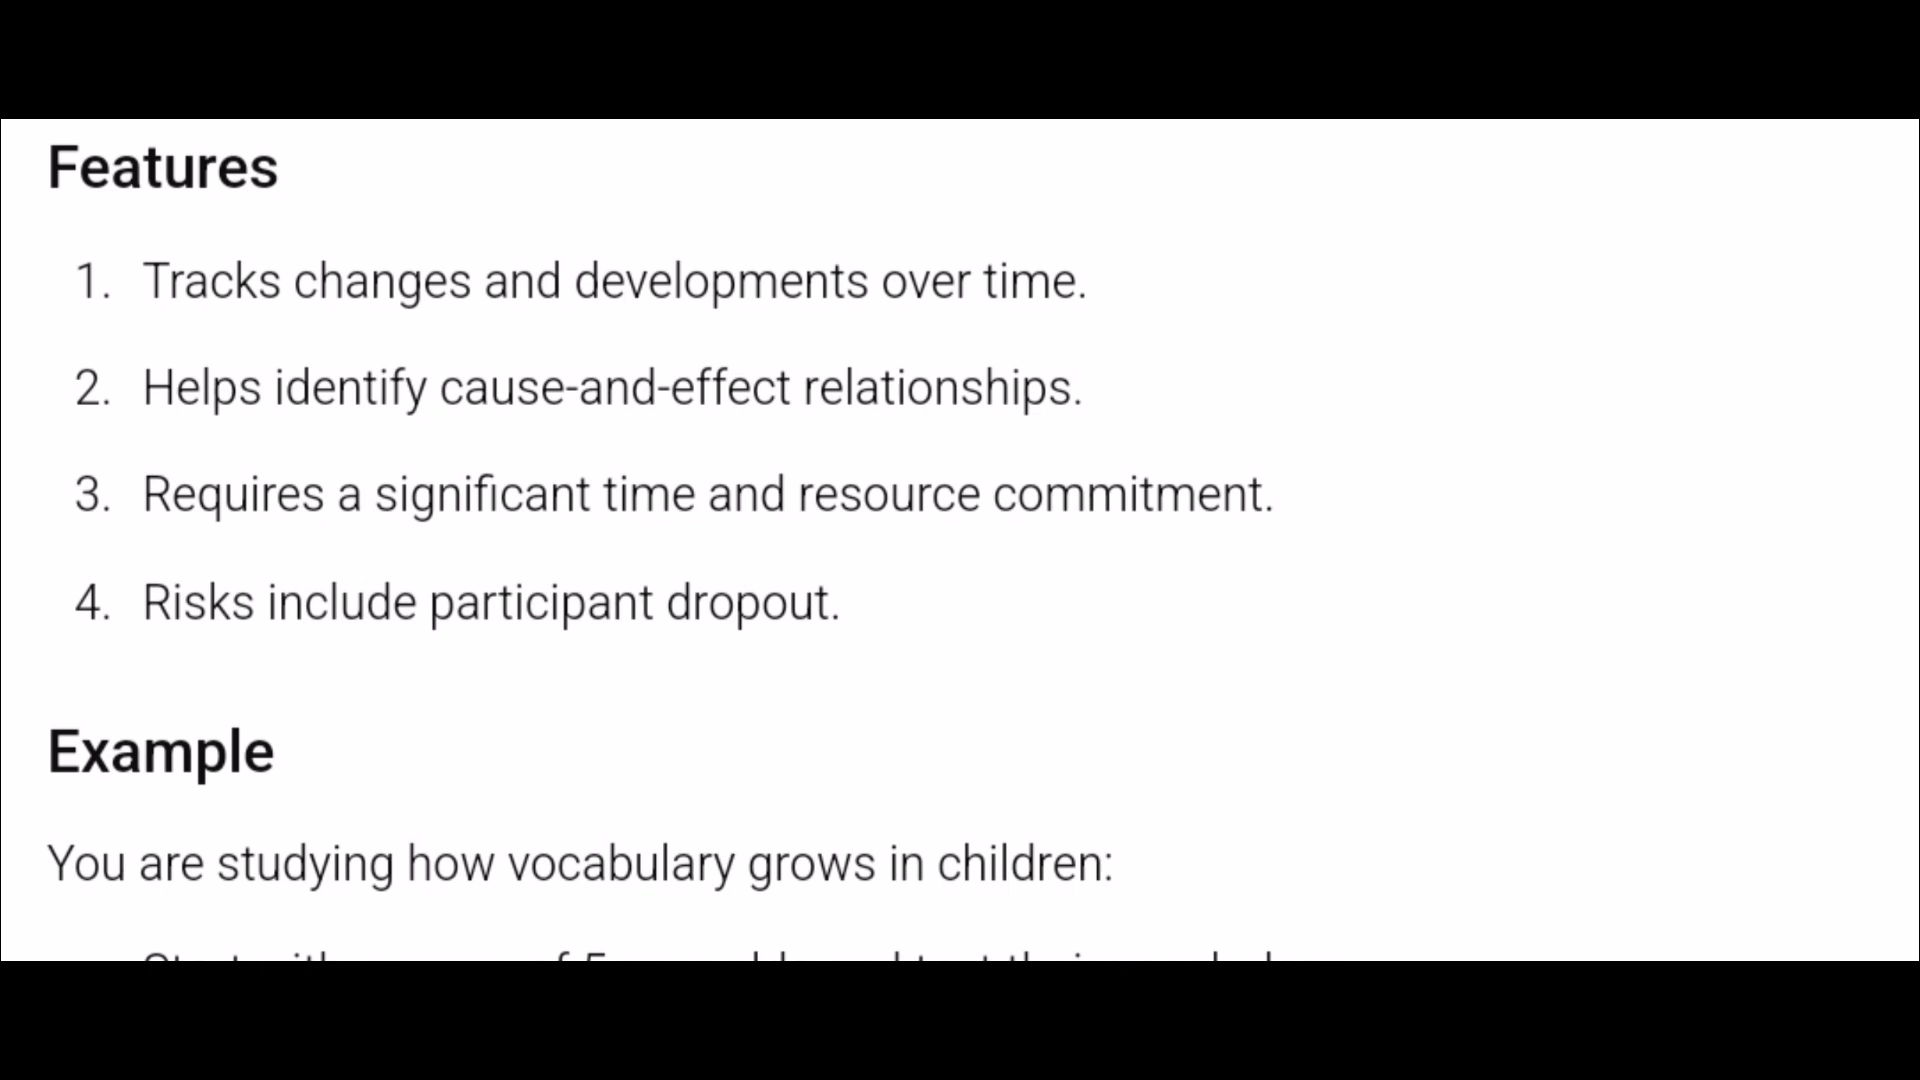 Features
1. Tracks changes and developments over time.
2. Helps identify cause-and-effect relationships.
3. Requires a significant time and resource commitment.
4. Risks include participant dropout.
Example
You are studying how vocabulary grows in children: